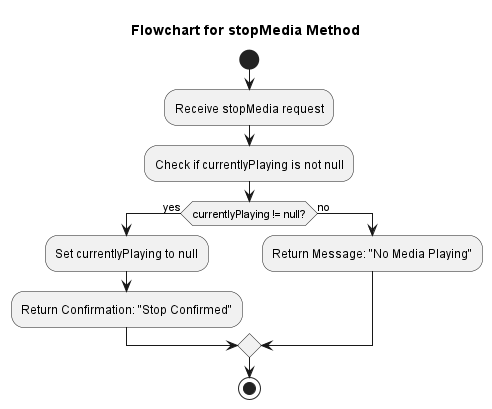 Flowchart for stopMedia Method
Receive stopMedia request
Check if currentlyPlaying is not null
yes
currentlyPlaying != null?
no
Set currentlyPlaying to null
Return Message: "No Media Playing"
Return Confirmation: "Stop Confirmed"